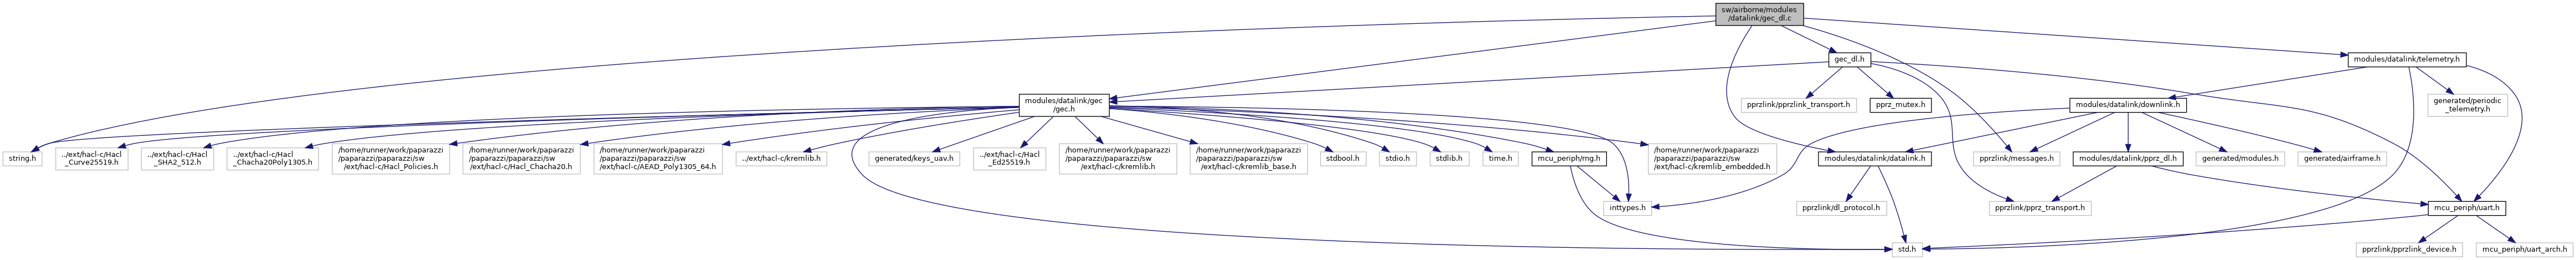 sw/airborne/modules
/datalink/gec_dl.c
gec_dl.h
modules/datalink/telemetry.h
modules/datalink/gec
/gec.h
pprzlink/pprzlink_transport.h
pprz_mutex.h
modules/datalink/downlink.h
generated/periodic
_telemetry.h
string.h
../ext/hacl-c/Hacl
_Curve25519.h
../ext/hacl-c/Hacl
_SHA2_512.h
../ext/hacl-c/Hacl
_Chacha20Poly1305.h
/home/runner/work/paparazzi
/paparazzi/paparazzi/sw
/ext/hacl-c/Hacl_Policies.h
/home/runner/work/paparazzi
/paparazzi/paparazzi/sw
/ext/hacl-c/Hacl_Chacha20.h
/home/runner/work/paparazzi
/paparazzi/paparazzi/sw
/ext/hacl-c/AEAD_Poly1305_64.h
../ext/hacl-c/kremlib.h
generated/keys_uav.h
../ext/hacl-c/Hacl
_Ed25519.h
/home/runner/work/paparazzi
/paparazzi/paparazzi/sw
/ext/hacl-c/kremlib.h
/home/runner/work/paparazzi
/paparazzi/paparazzi/sw
/ext/hacl-c/kremlib_base.h
stdbool.h
stdio.h
stdlib.h
time.h
mcu_periph/rng.h
/home/runner/work/paparazzi
/paparazzi/paparazzi/sw
/ext/hacl-c/kremlib_embedded.h
modules/datalink/datalink.h
pprzlink/messages.h
modules/datalink/pprz_dl.h
generated/modules.h
generated/airframe.h
inttypes.h
pprzlink/dl_protocol.h
pprzlink/pprz_transport.h
mcu_periph/uart.h
std.h
pprzlink/pprzlink_device.h
mcu_periph/uart_arch.h